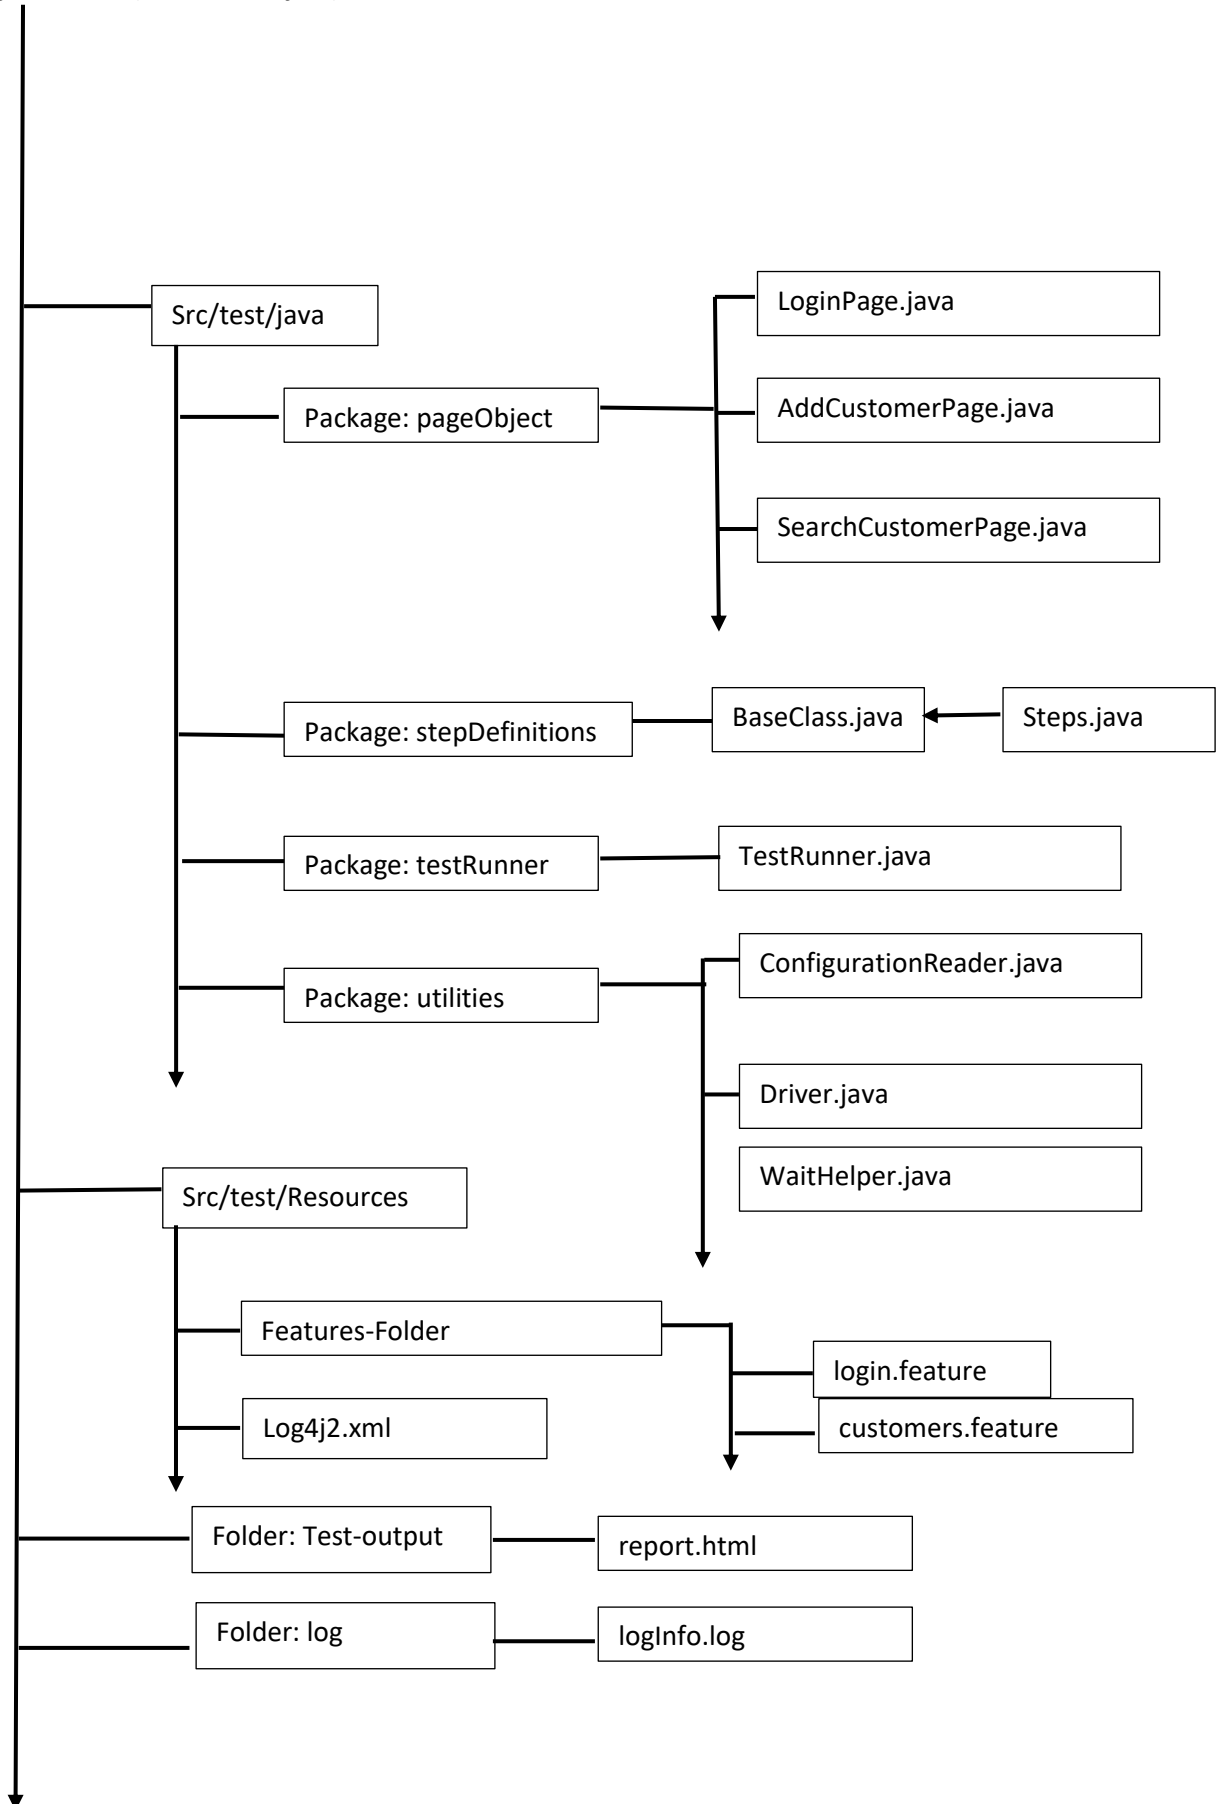 Src/test/java
LoginPage.java
Package: pageObject
AddCustomerPage.java
SearchCustomerPage.java
Package: stepDefinitions
BaseClass.java
Steps.java
Package: testRunner
TestRunner.java
Package: utilities
ConfigurationReader.java
Driver.java
WaitHelper.java
Src/test/Resources
Features-Folder
login.feature
customers.feature
Log4j2.xml
Folder: Test-output
report.html
Folder: log
logInfo.log